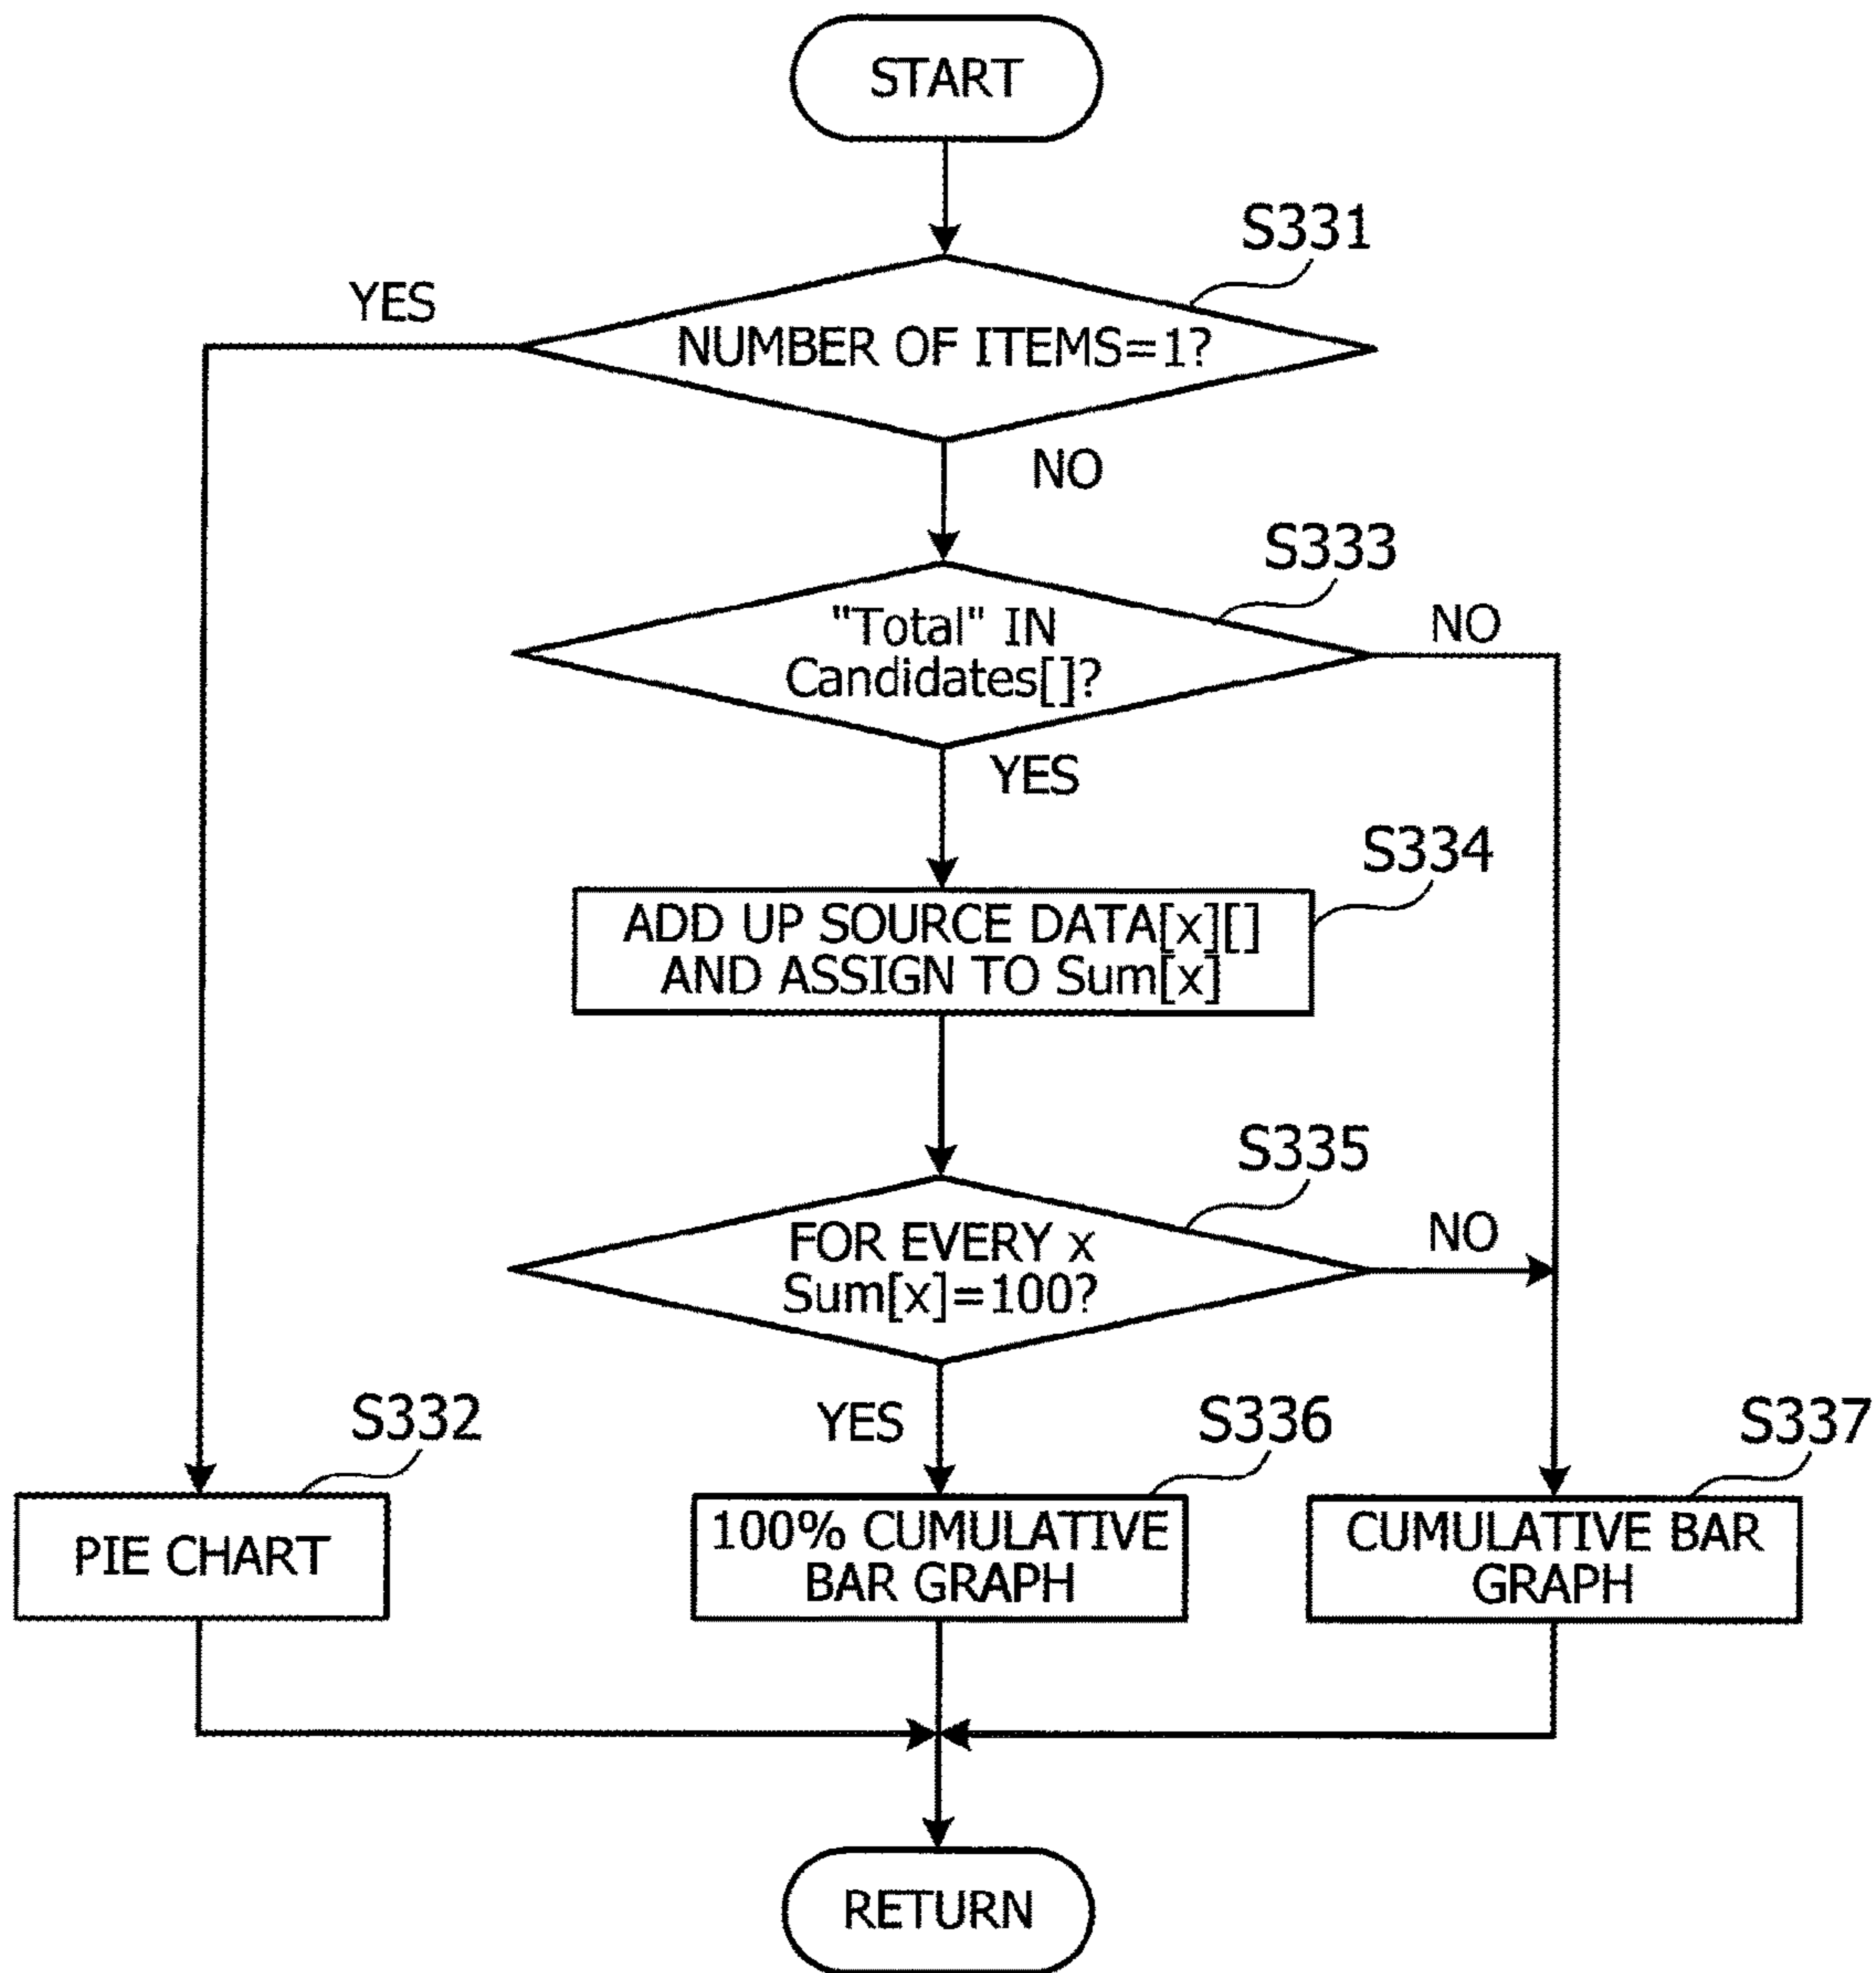 START
S331
YES
NUMBER OF ITEMS=1?
NO
S333
"Total" IN
Candidates[]?
NO
YES
S334
ADD UP SOURCE DATA[x][]
AND ASSIGN TO Sum[x]
S335
FOR EVERY x
Sum[x]=100?
NO
YES
S332
PIE CHART
S336
100% CUMULATIVE
BAR GRAPH
S337
CUMULATIVE BAR
GRAPH
RETURN